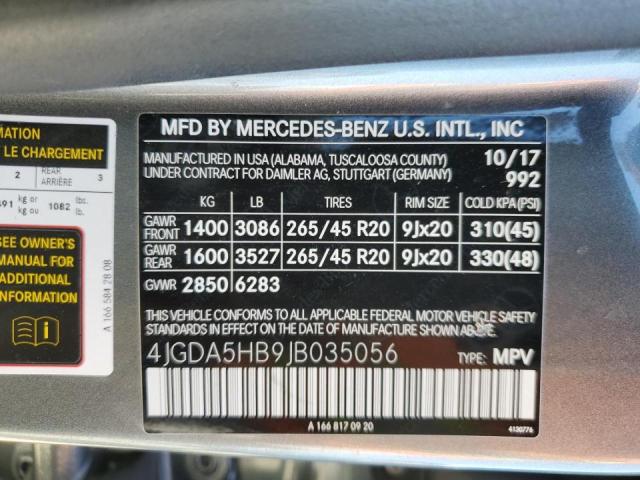 MATION
LE CHARGEMENT
2 REAR ARRIÈRE 3
491 kg or kg ou 1082 lbs. lb.
SEE OWNER'S
MANUAL FOR
ADDITIONAL
INFORMATION
A 166 584 28 08
MFD BY MERCEDES-BENZ U.S. INTL., INC
MANUFACTURED IN USA (ALABAMA, TUSCALOOSA COUNTY) 10/17
UNDER CONTRACT FOR DAIMLER AG, STUTTGART (GERMANY) 992
KG LB TIRES RIM SIZE COLD KPA (PSI)
GAWR FRONT 1400 3086 265/45 R20 9Jx20 310(45)
GAWR REAR 1600 3527 265/45 R20 9Jx20 330(48)
GVWR 2850 6283
THIS VEHICLE CONFORMS TO ALL APPLICABLE FEDERAL MOTOR VEHICLE SAFETY
STANDARDS IN EFFECT ON THE DATE OF MANUFACTURE SHOWN ABOVE
4JGDA5HB9JB035056 TYPE: MPV
A 166 817 09 20
4130776